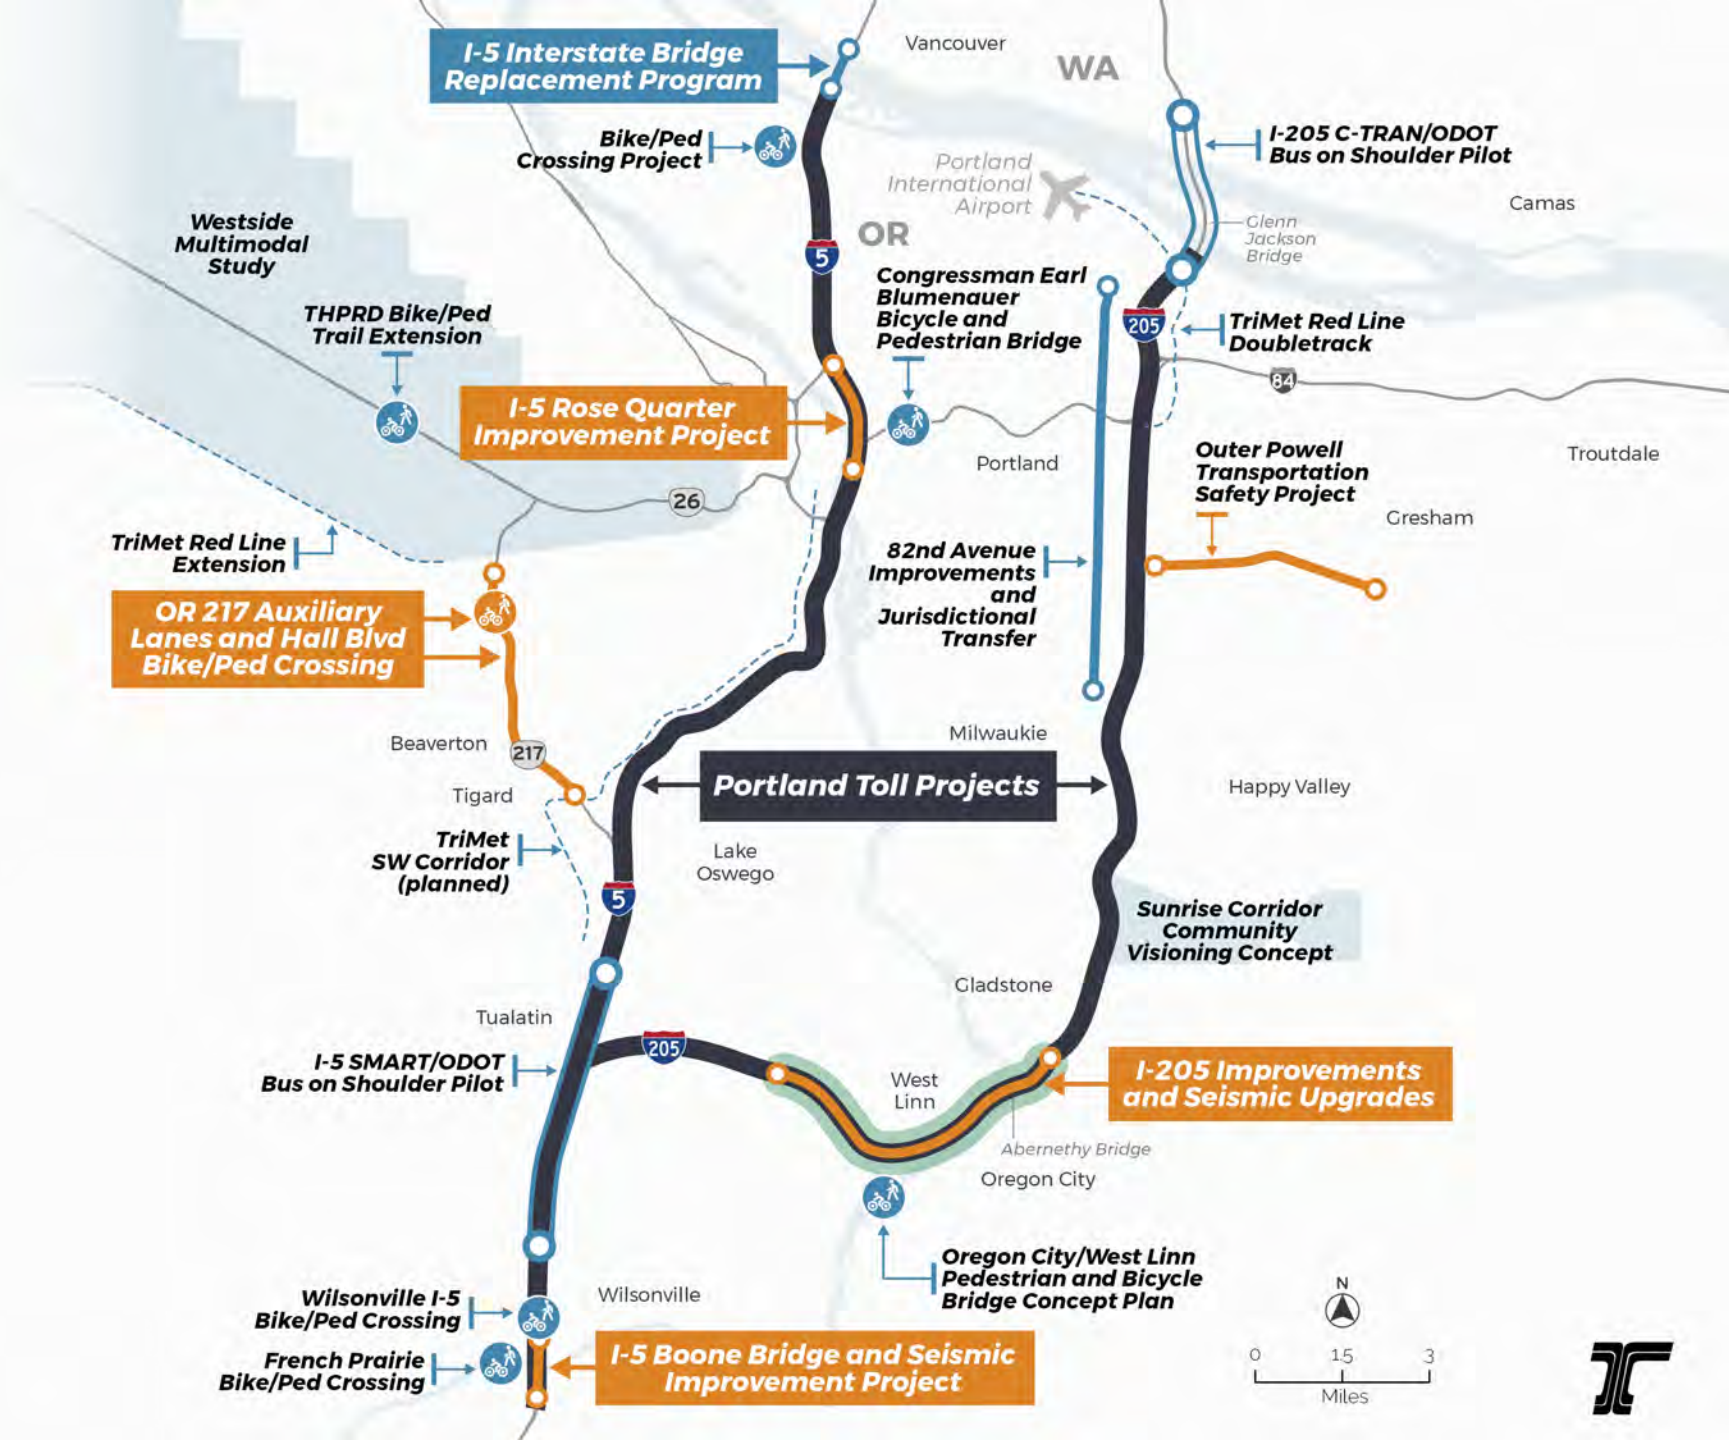 I-5 Interstate Bridge
Replacement Program
Vancouver
WA
Bike/Ped
Crossing Project
I-205 C-TRAN/ODOT
Bus on Shoulder Pilot
Portland
International
Airport
Camas
Westside
Multimodal
Study
OR
Glenn
Jackson
Bridge
5
THPRD Bike/Ped
Trail Extension
Congressman Earl
Blumenauer
Bicycle and
Pedestrian Bridge
205
TriMet Red Line
Doubletrack
84
I-5 Rose Quarter
Improvement Project
Portland
Outer Powell
Transportation
Safety Project
Troutdale
26
Gresham
TriMet Red Line
Extension
82nd Avenue
Improvements
and
Jurisdictional
Transfer
OR 217 Auxiliary
Lanes and Hall Blvd
Bike/Ped Crossing
Beaverton
217
Milwaukie
Tigard
Portland Toll Projects
Happy Valley
TriMet
SW Corridor
(planned)
Lake
Oswego
5
Sunrise Corridor
Community
Visioning Concept
Gladstone
Tualatin
205
I-5 SMART/ODOT
Bus on Shoulder Pilot
West
Linn
I-205 Improvements
and Seismic Upgrades
Abernethy Bridge
Oregon City
Oregon City/West Linn
Pedestrian and Bicycle
Bridge Concept Plan
Wilsonville I-5
Bike/Ped Crossing
Wilsonville
French Prairie
Bike/Ped Crossing
I-5 Boone Bridge and Seismic
Improvement Project
N
0 1.5 3
Miles